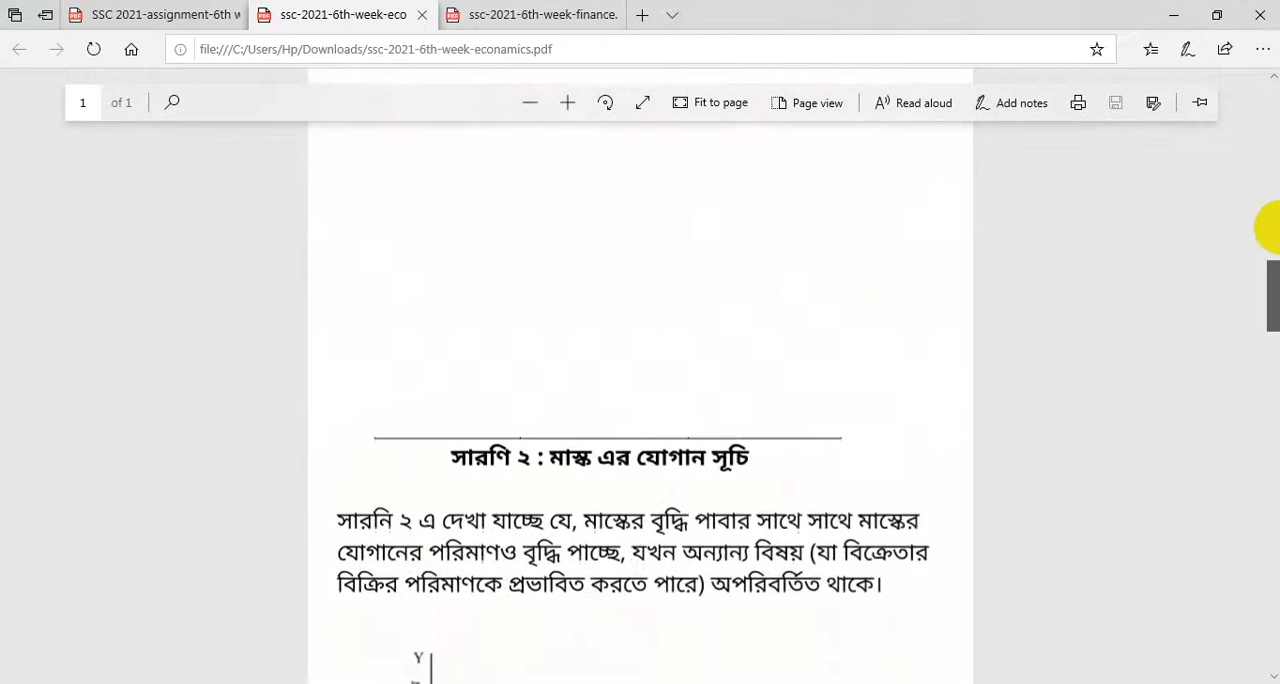 SSC 2021-assignment-6th w
ssc-2021-6th-week-eco
ssc-2021-6th-week-finance.
file:///C:/Users/Hp/Downloads/ssc-2021-6th-week-econamics.pdf
1 of 1
Fit to page
Page view
Read aloud
Add notes
সারণি ২ : মাস্ক এর যোগান সূচি
সারনি ২ এ দেখা যাচ্ছে যে, মাস্কের বৃদ্ধি পাবার সাথে সাথে মাস্কের
যোগানের পরিমাণও বৃদ্ধি পাচ্ছে, যখন অন্যান্য বিষয় (যা বিক্রেতার
বিক্রির পরিমাণকে প্রভাবিত করতে পারে) অপরিবর্তিত থাকে।
Y